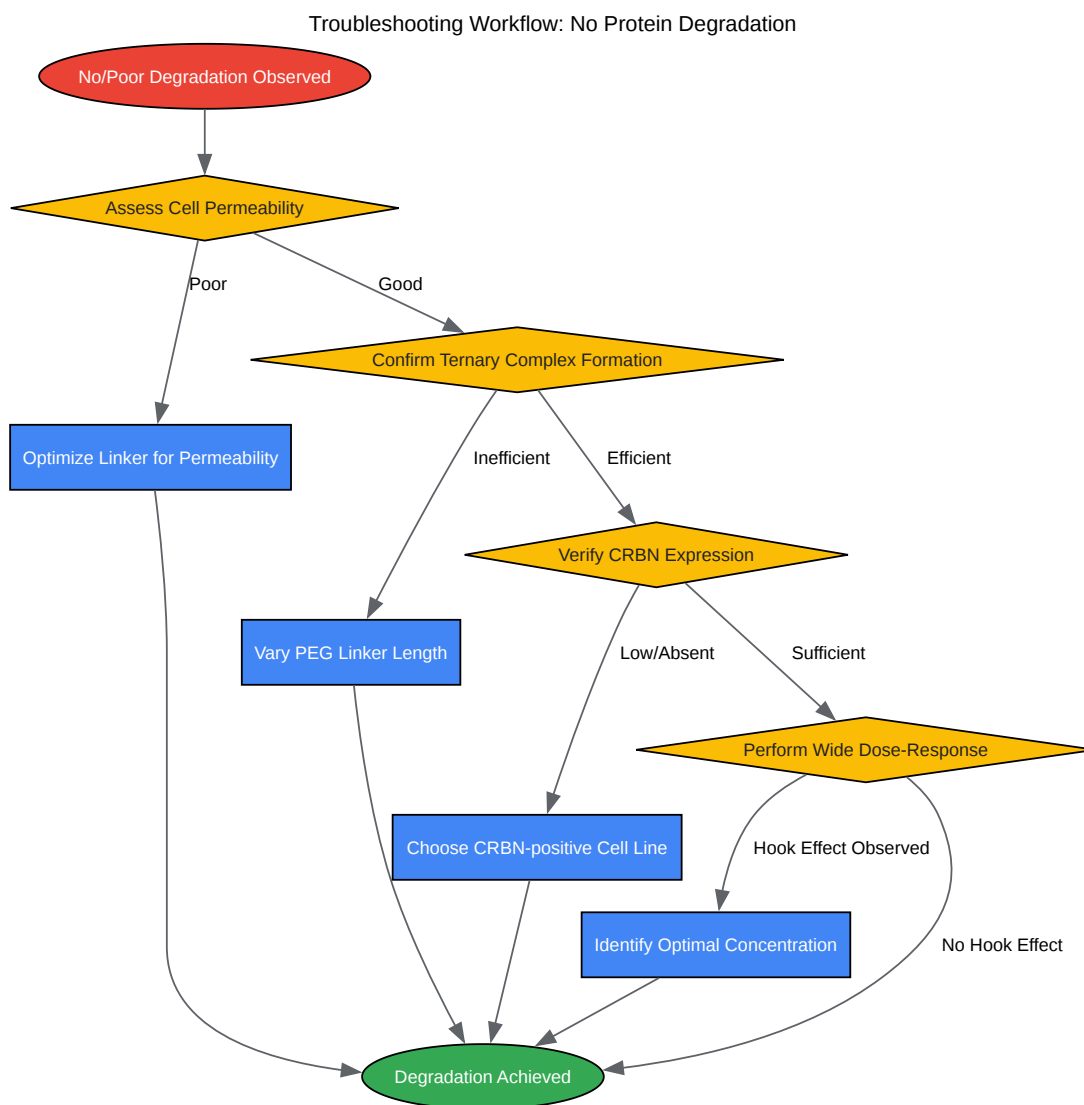 Troubleshooting Workflow: No Protein Degradation
No/Poor Degradation Observed
Assess Cell Permeability
Poor
Good
Confirm Ternary Complex Formation
Optimize Linker for Permeability
Inefficient
Efficient
Verify CRBN Expression
Vary PEG Linker Length
Low/Absent
Sufficient
Perform Wide Dose-Response
Choose CRBN-positive Cell Line
Hook Effect Observed
Identify Optimal Concentration
No Hook Effect
Degradation Achieved